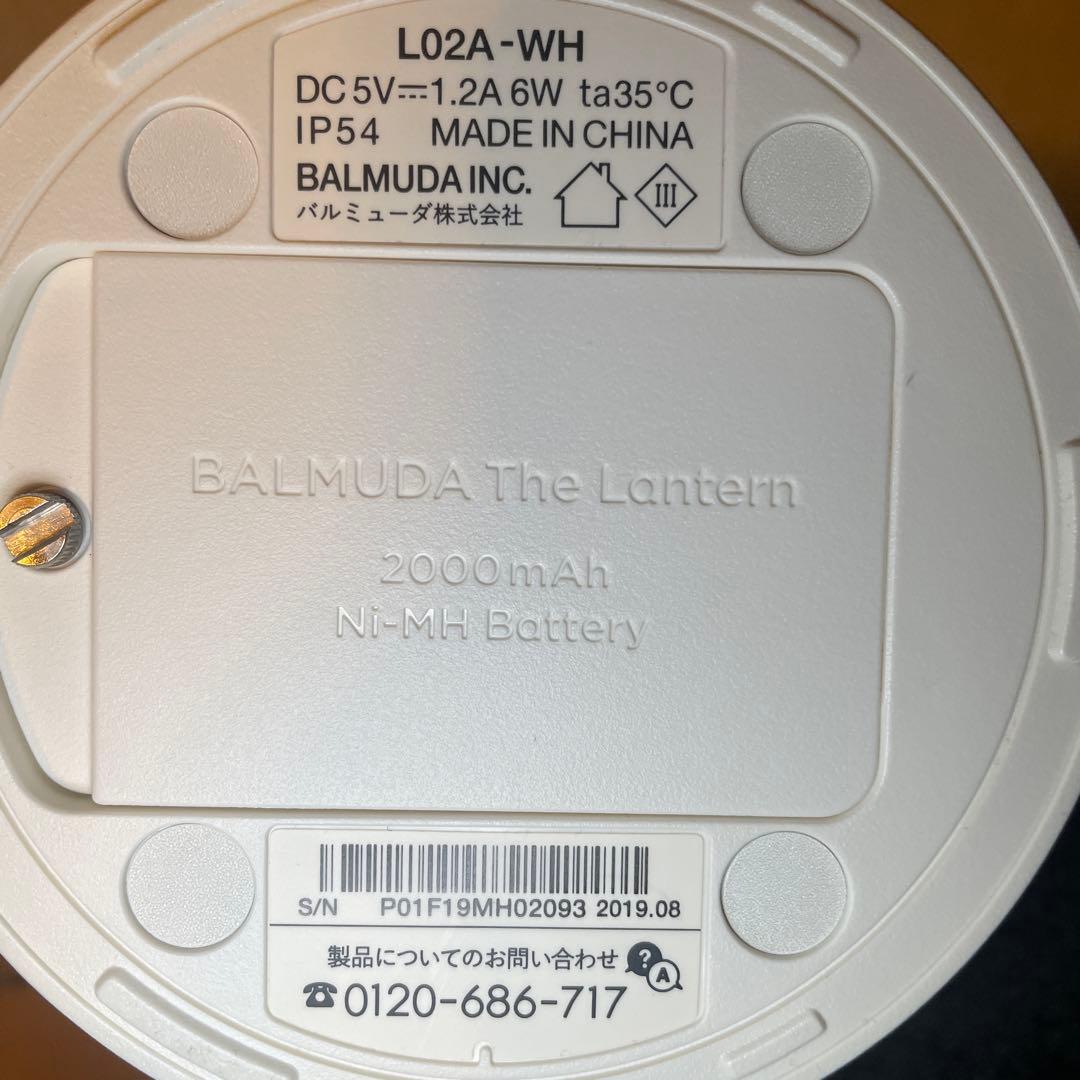 L02A-WH
DC5V⎓1.2A 6W ta35°C
IP54 MADE IN CHINA
BALMUDA INC.
バルミューダ株式会社
III
BALMUDA The Lantern
2000mAh
Ni-MH Battery
S/N P01F19MH02093 2019.08
製品についてのお問い合わせ ? A
☎0120-686-717